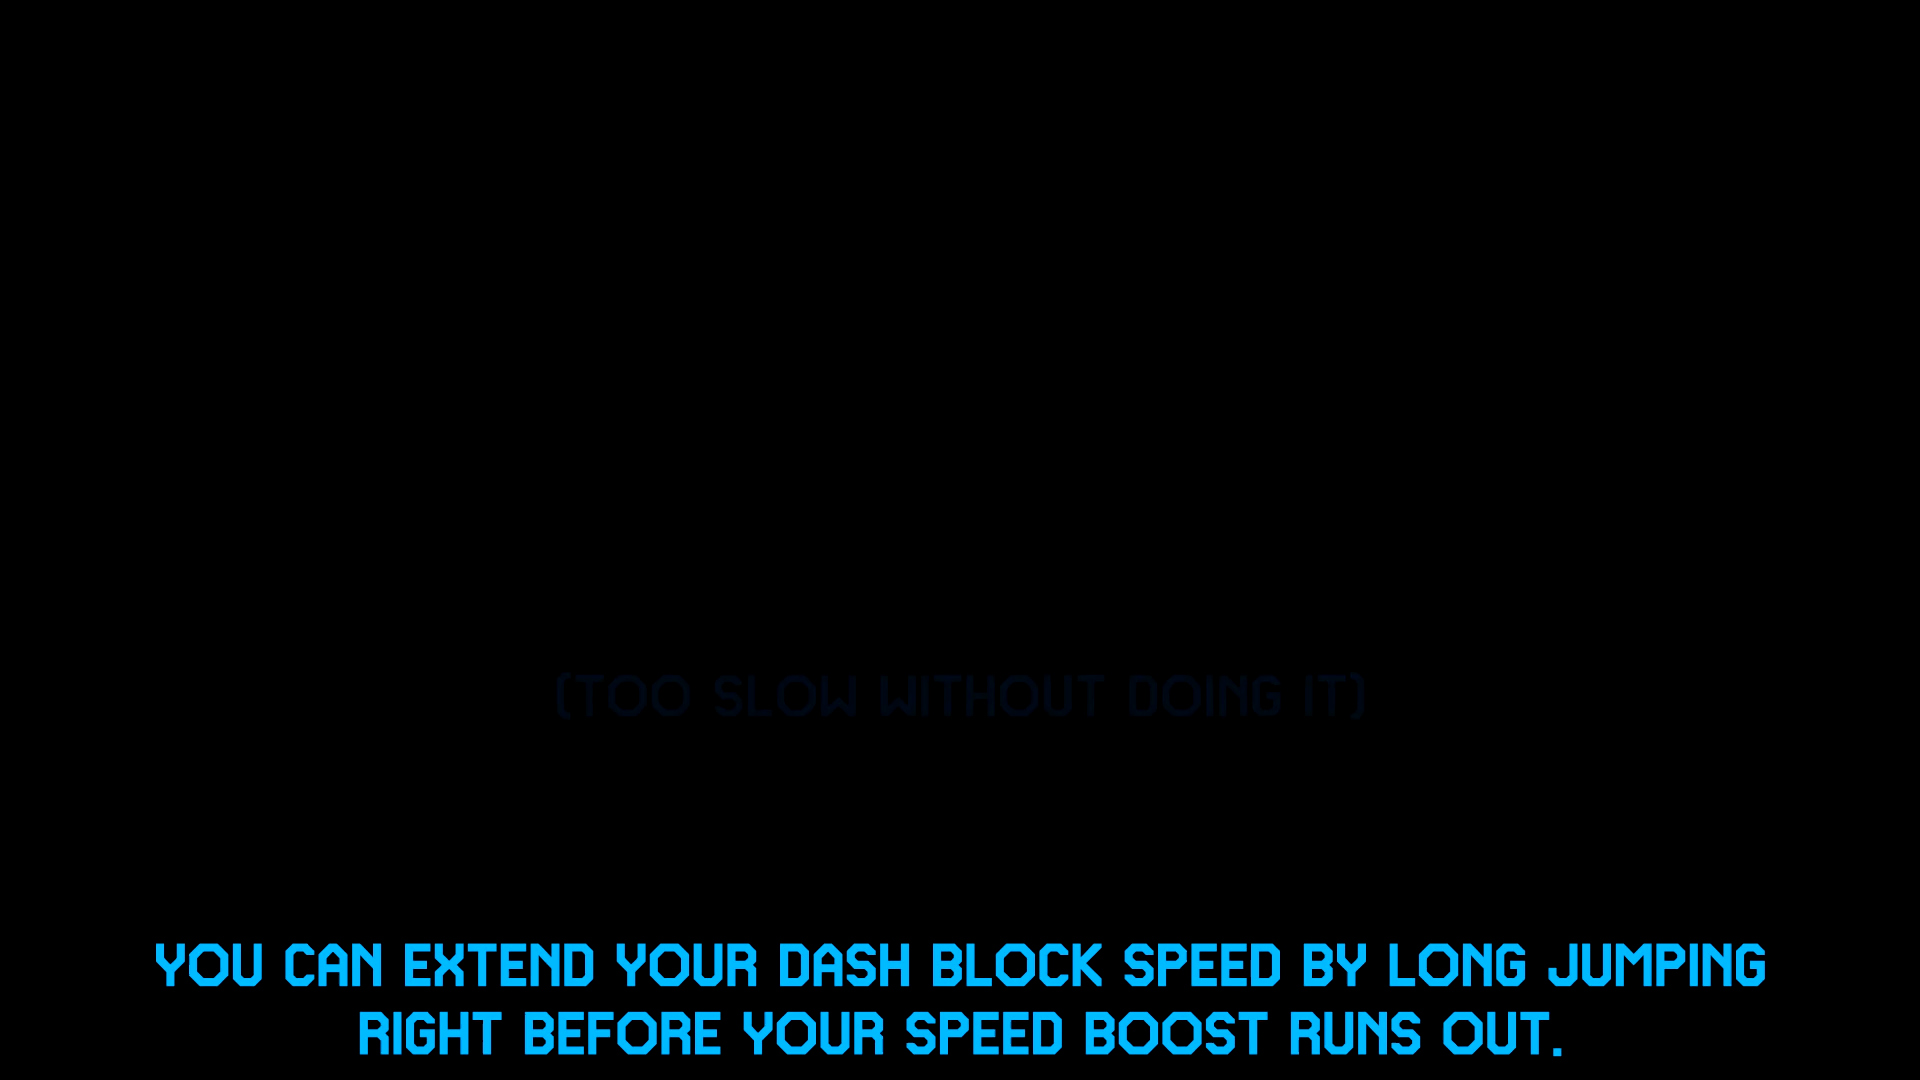 (TOO SLOW WITHOUT DOING IT)
YOU CAN EXTEND YOUR DASH BLOCK SPEED BY LONG JUMPING
RIGHT BEFORE YOUR SPEED BOOST RUNS OUT.